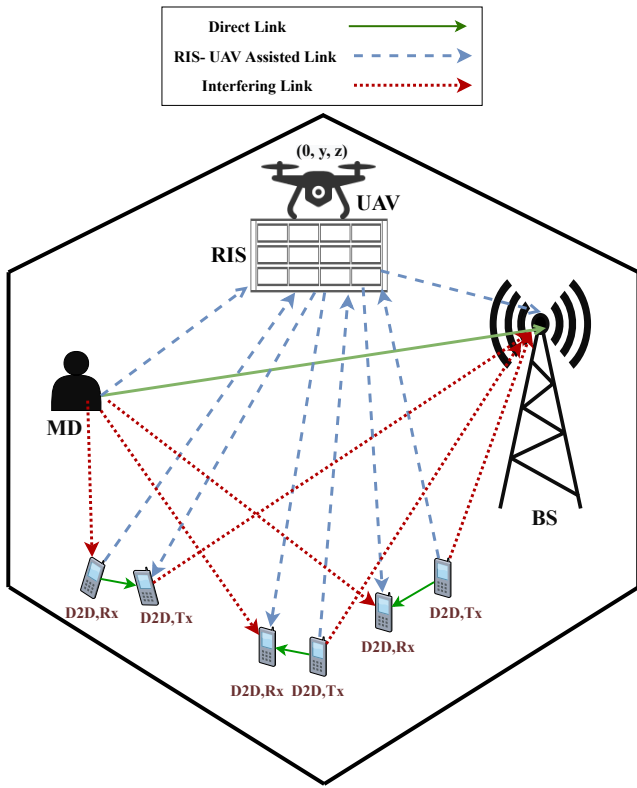 Direct Link
RIS- UAV Assisted Link
Interfering Link
(0, y, z)
UAV
RIS
MD
BS
D2D,Rx
D2D,Tx
D2D,Rx
D2D,Tx
D2D,Rx
D2D,Tx